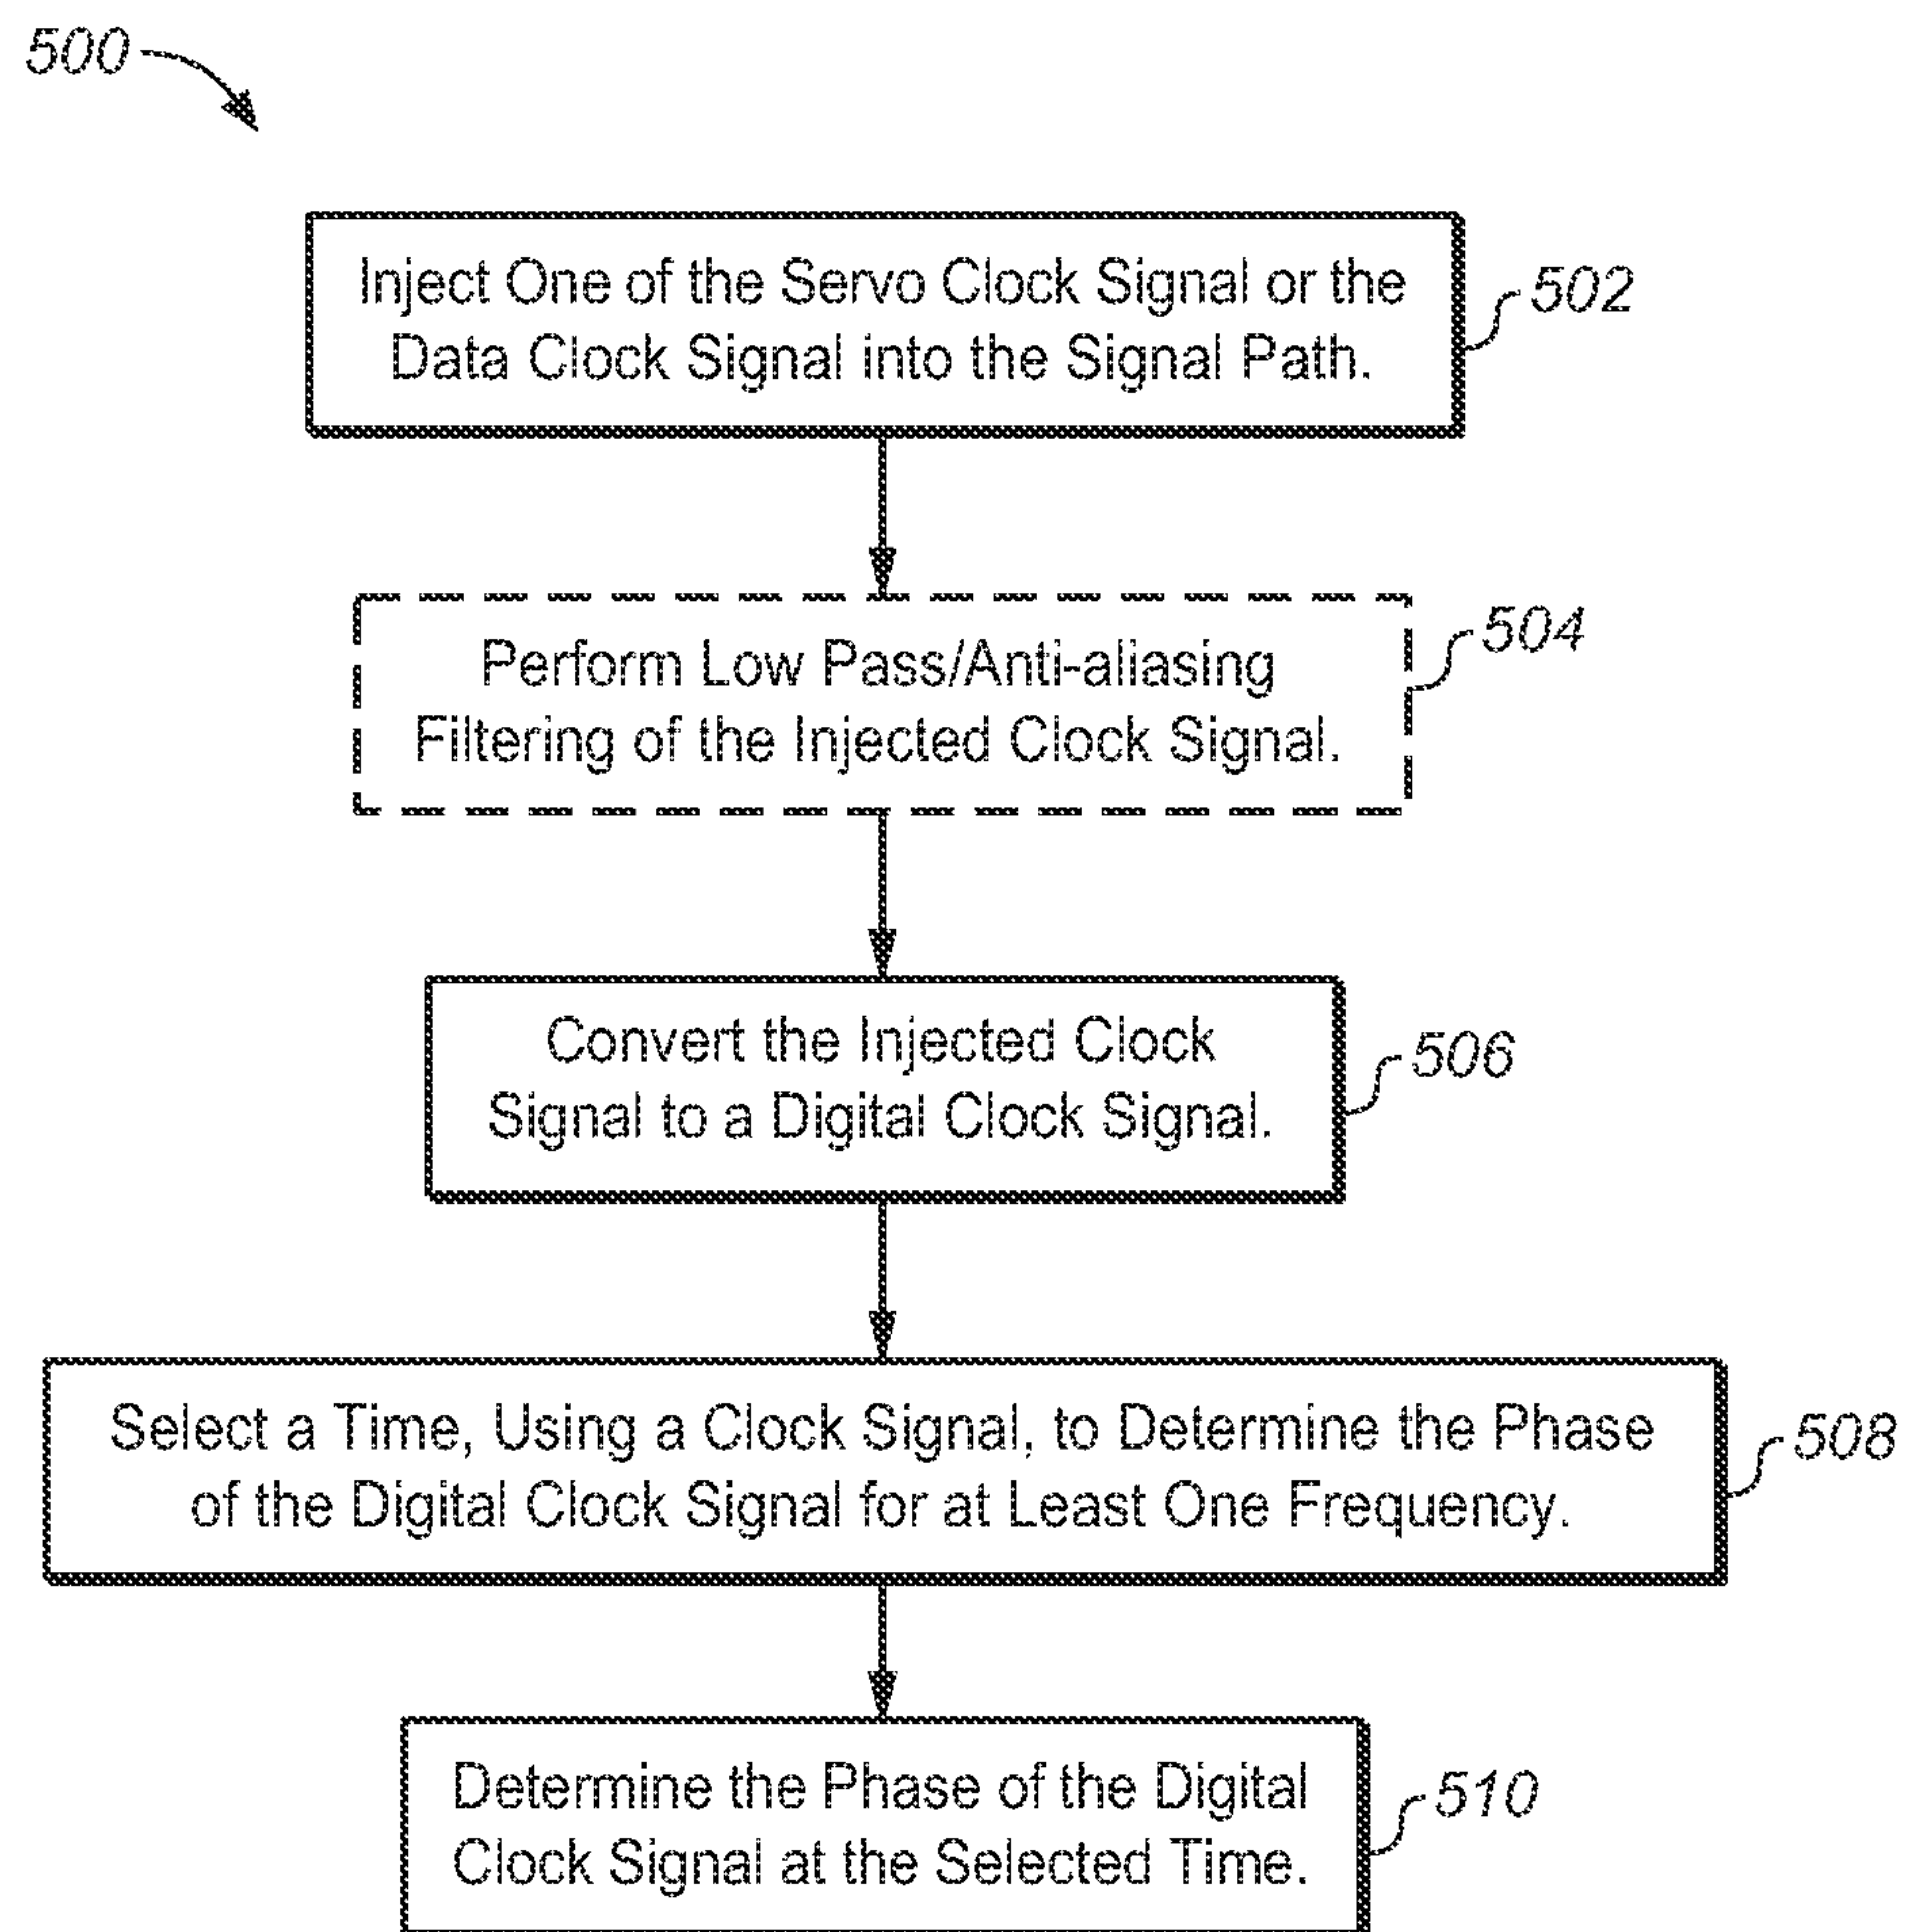 500
Inject One of the Servo Clock Signal or the
Data Clock Signal into the Signal Path.
502
Perform Low Pass/Anti-aliasing
Filtering of the Injected Clock Signal.
504
Convert the Injected Clock
Signal to a Digital Clock Signal.
506
Select a Time, Using a Clock Signal, to Determine the Phase
of the Digital Clock Signal for at Least One Frequency.
508
Determine the Phase of the Digital
Clock Signal at the Selected Time.
510